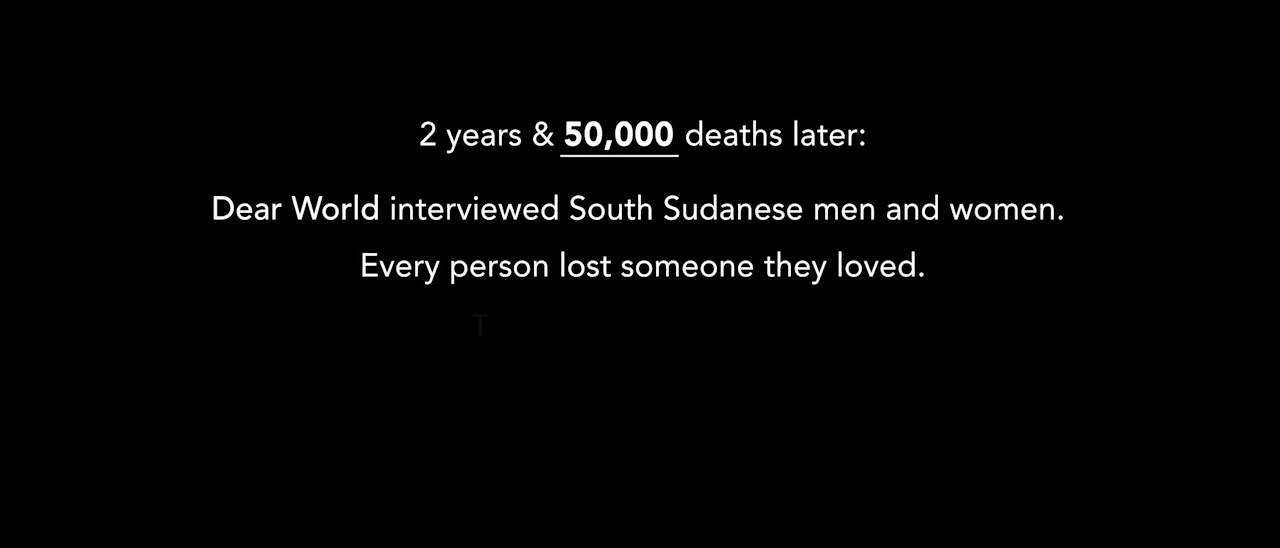 2 years & 50,000 deaths later:
Dear World interviewed South Sudanese men and women.
Every person lost someone they loved.
T